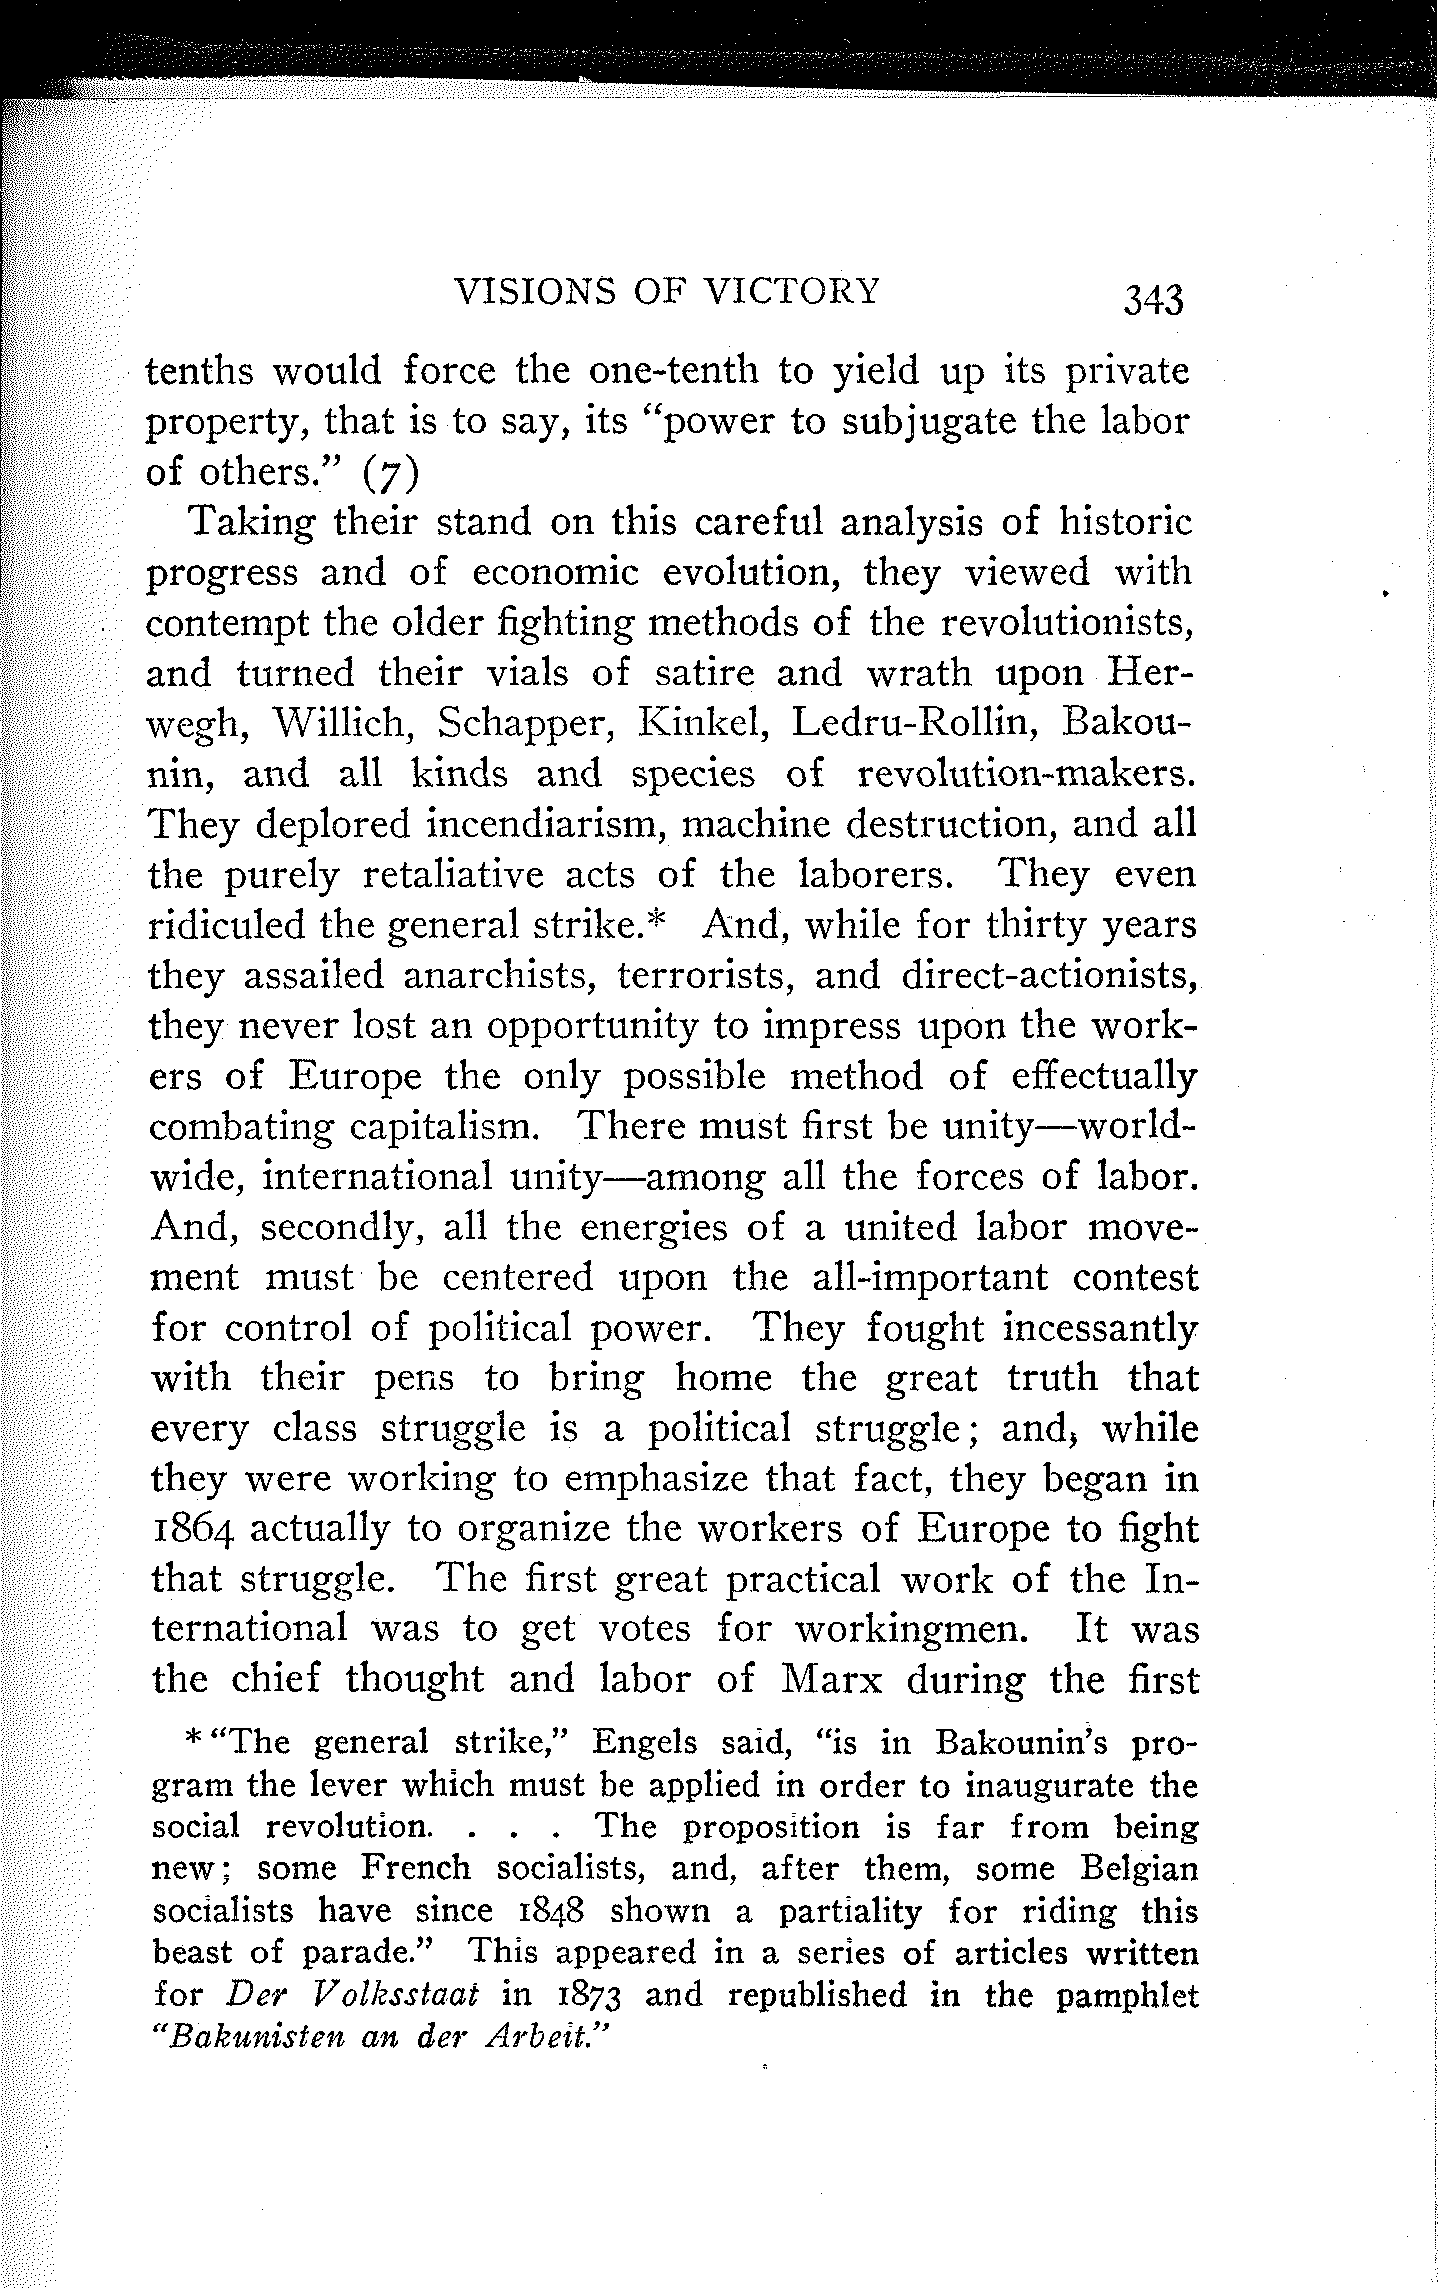 VISIONS OF VICTORY 343
tenths would force the one-tenth to yield up its private
property, that is to say, its “power to subjugate the labor
of others.” (7)
Taking their stand on this careful analysis of historic
progress and of economic evolution, they viewed with
contempt the older fighting methods of the revolutionists,
and turned their vials of satire and wrath upon Her-
wegh, Willich, Schapper, Kinkel, Ledru-Rollin, Bakou-
nin, and all kinds and species of revolution-makers.
They deplored incendiarism, machine destruction, and all
the purely retaliative acts of the laborers. They even
ridiculed the general strike.* And, while for thirty years
they assailed anarchists, terrorists, and direct-actionists,
they never lost an opportunity to impress upon the work-
ers of Europe the only possible method of effectually
combating capitalism. There must first be unity—world-
wide, international unity—among all the forces of labor.
And, secondly, all the energies of a united labor move-
ment must be centered upon the all-important contest
for control of political power. They fought incessantly
with their pens to bring home the great truth that
every class struggle is a political struggle; and, while
they were working to emphasize that fact, they began in
1864 actually to organize the workers of Europe to fight
that struggle. The first great practical work of the In-
ternational was to get votes for workingmen. It was
the chief thought and labor of Marx during the first
* “The general strike,” Engels said, “is in Bakounin’s pro-
gram the lever which must be applied in order to inaugurate the
social revolution. . . . The proposition is far from being
new; some French socialists, and, after them, some Belgian
socialists have since 1848 shown a partiality for riding this
beast of parade.” This appeared in a series of articles written
for Der Volksstaat in 1873 and republished in the pamphlet
“Bakunisten an der Arbeit.”